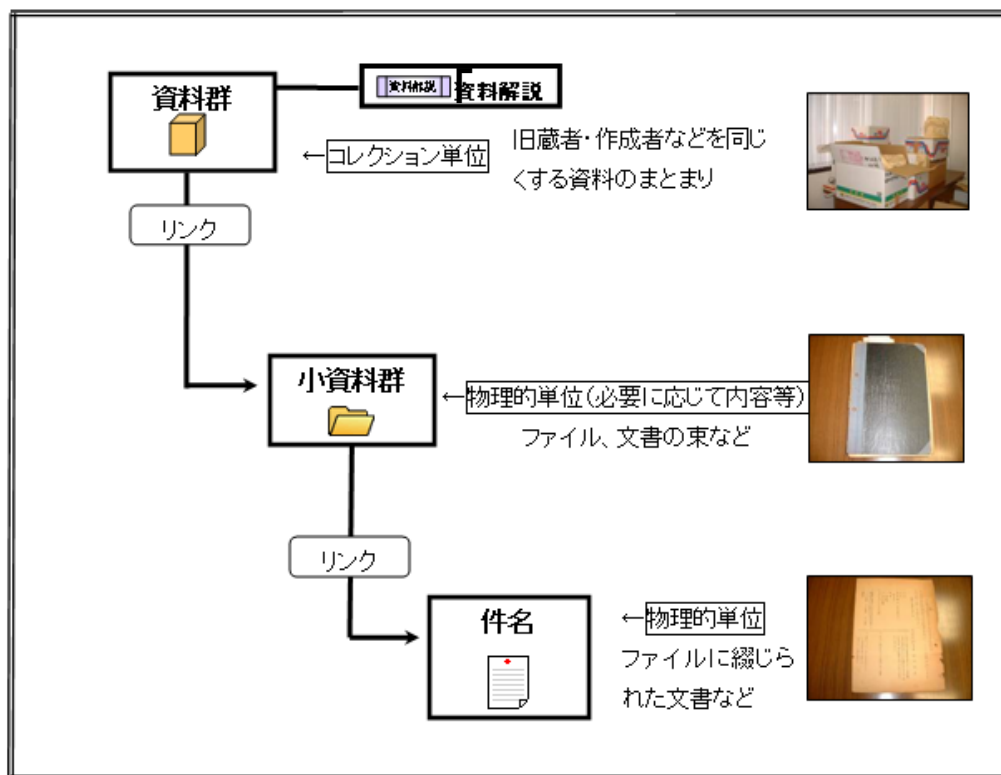 資料群
資料解説
資料解説
←コレクション単位
旧蔵者・作成者などを同じ
くする資料のまとまり
リンク
小資料群
←物理的単位(必要に応じて内容等)
ファイル、文書の束など
リンク
件名
←物理的単位
ファイルに綴じら
れた文書など